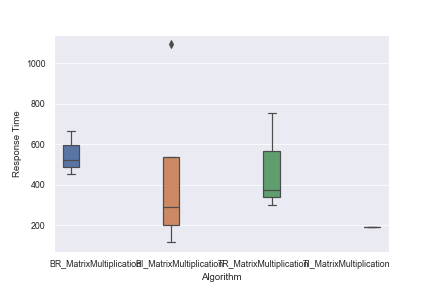 1000
800
600
400
200
Response Time
BR_MatrixMultiplication BI_MatrixMultiplication TR_MatrixMultiplication TI_MatrixMultiplication
Algorithm